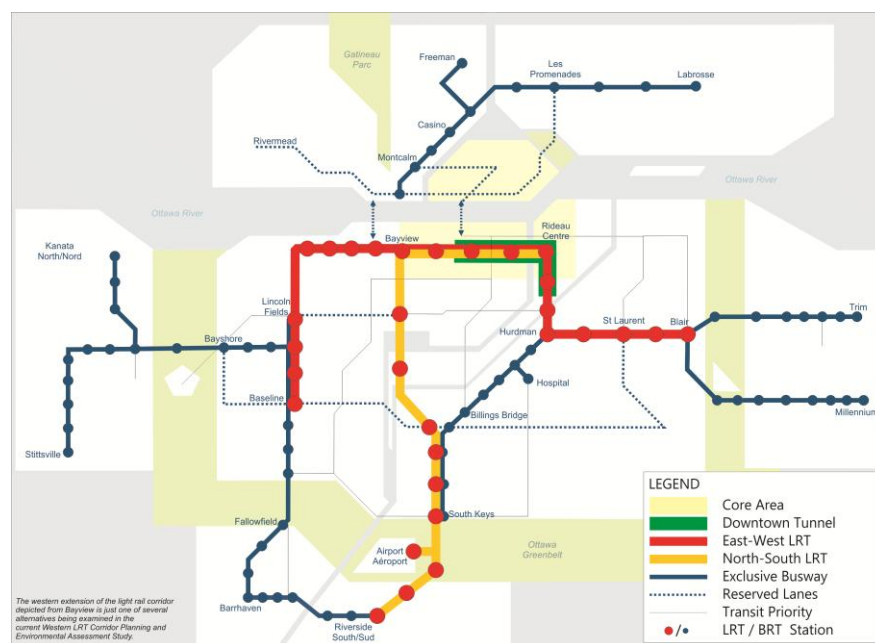 Gatineau
Parc
Freeman
Les
Promenades
Labrosse
Casino
Rivermead
Montcalm
Ottawa River
Ottawa River
Kanata
North/Nord
Bayview
Rideau
Centre
Lincoln
Fields
Bayshore
Hurdman
St Laurent
Blair
Trim
Hospital
Baseline
Billings Bridge
Millennium
Stittsville
Fallowfield
South Keys
Airport
Aéroport
Ottawa
Greenbelt
Barrhaven
Riverside
South/Sud
LEGEND
Core Area
Downtown Tunnel
East-West LRT
North-South LRT
Exclusive Busway
Reserved Lanes
Transit Priority
/ LRT / BRT Station
The western extension of the light rail corridor
depicted from Bayview is just one of several
alternatives being examined in the
current Western LRT Corridor Planning and
Environmental Assessment Study.